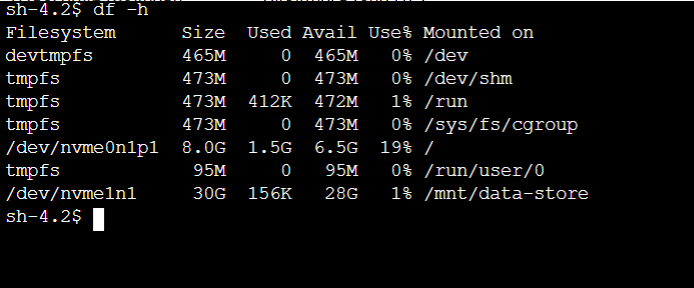 sh-4.2$ df -h
Filesystem      Size  Used Avail Use% Mounted on
devtmpfs        465M     0  465M   0% /dev
tmpfs           473M     0  473M   0% /dev/shm
tmpfs           473M  412K  472M   1% /run
tmpfs           473M     0  473M   0% /sys/fs/cgroup
/dev/nvme0n1p1  8.0G  1.5G  6.5G  19% /
tmpfs            95M     0   95M   0% /run/user/0
/dev/nvme1n1     30G  156K   28G   1% /mnt/data-store
sh-4.2$